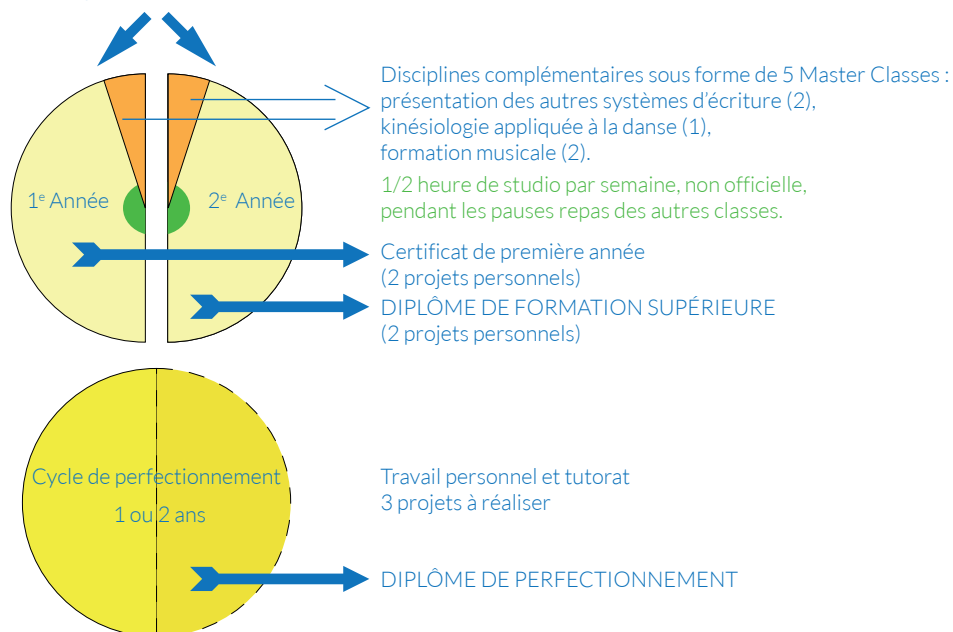 Disciplines complémentaires sous forme de 5 Master Classes :
présentation des autres systèmes d'écriture (2),
kinésiologie appliquée à la danse (1),
formation musicale (2).
1/2 heure de studio par semaine, non officielle,
pendant les pauses repas des autres classes.
1e Année
2e Année
Certificat de première année
(2 projets personnels)
DIPLÔME DE FORMATION SUPÉRIEURE
(2 projets personnels)
Cycle de perfectionnement
1 ou 2 ans
Travail personnel et tutorat
3 projets à réaliser
DIPLÔME DE PERFECTIONNEMENT